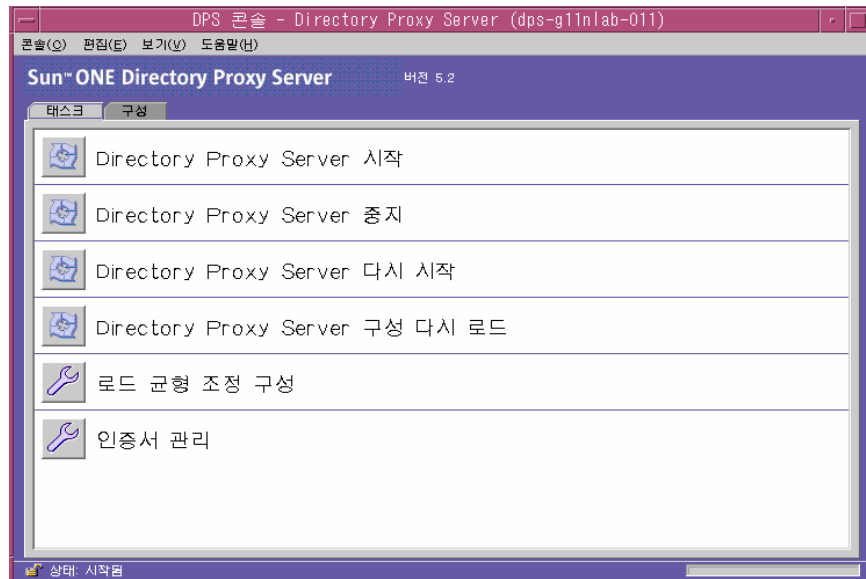 DPS 콘솔 - Directory Proxy Server (dps-g11nlab-011)
콘솔(O) 편집(E) 보기(V) 도움말(H)
Sun™ ONE Directory Proxy Server 버전 5.2
태스크 구성
Directory Proxy Server 시작
Directory Proxy Server 중지
Directory Proxy Server 다시 시작
Directory Proxy Server 구성 다시 로드
로드 균형 조정 구성
인증서 관리
상태: 시작됨